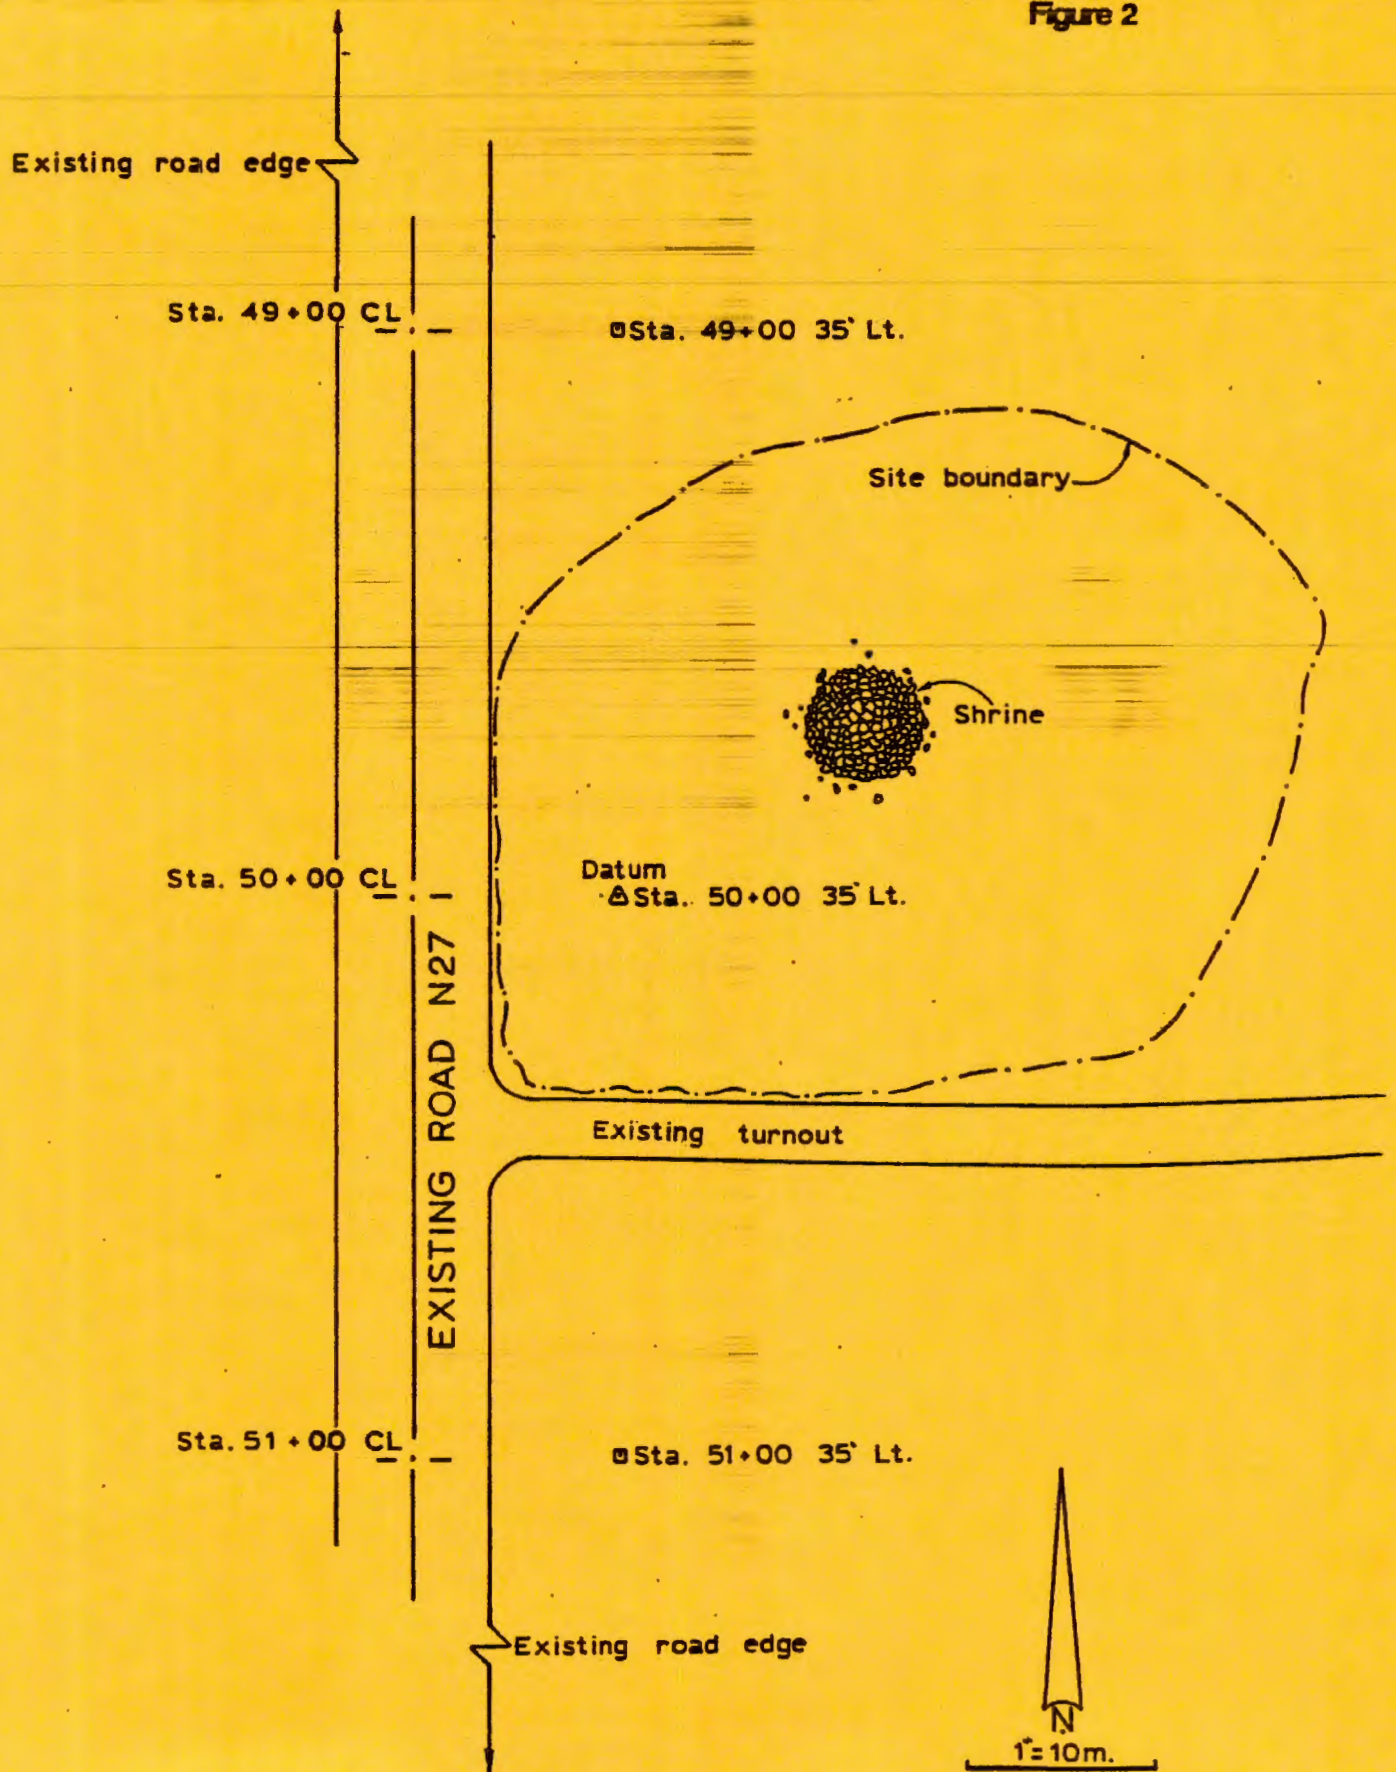 Figure 2
Existing road edge
Sta. 49+00 CL
Sta. 49+00 35' Lt.
Site boundary
Shrine
Sta. 50+00 CL
Datum
Sta. 50+00 35' Lt.
EXISTING ROAD N27
Existing turnout
Sta. 51+00 CL
Sta. 51+00 35' Lt.
Existing road edge
N
1"=10m.